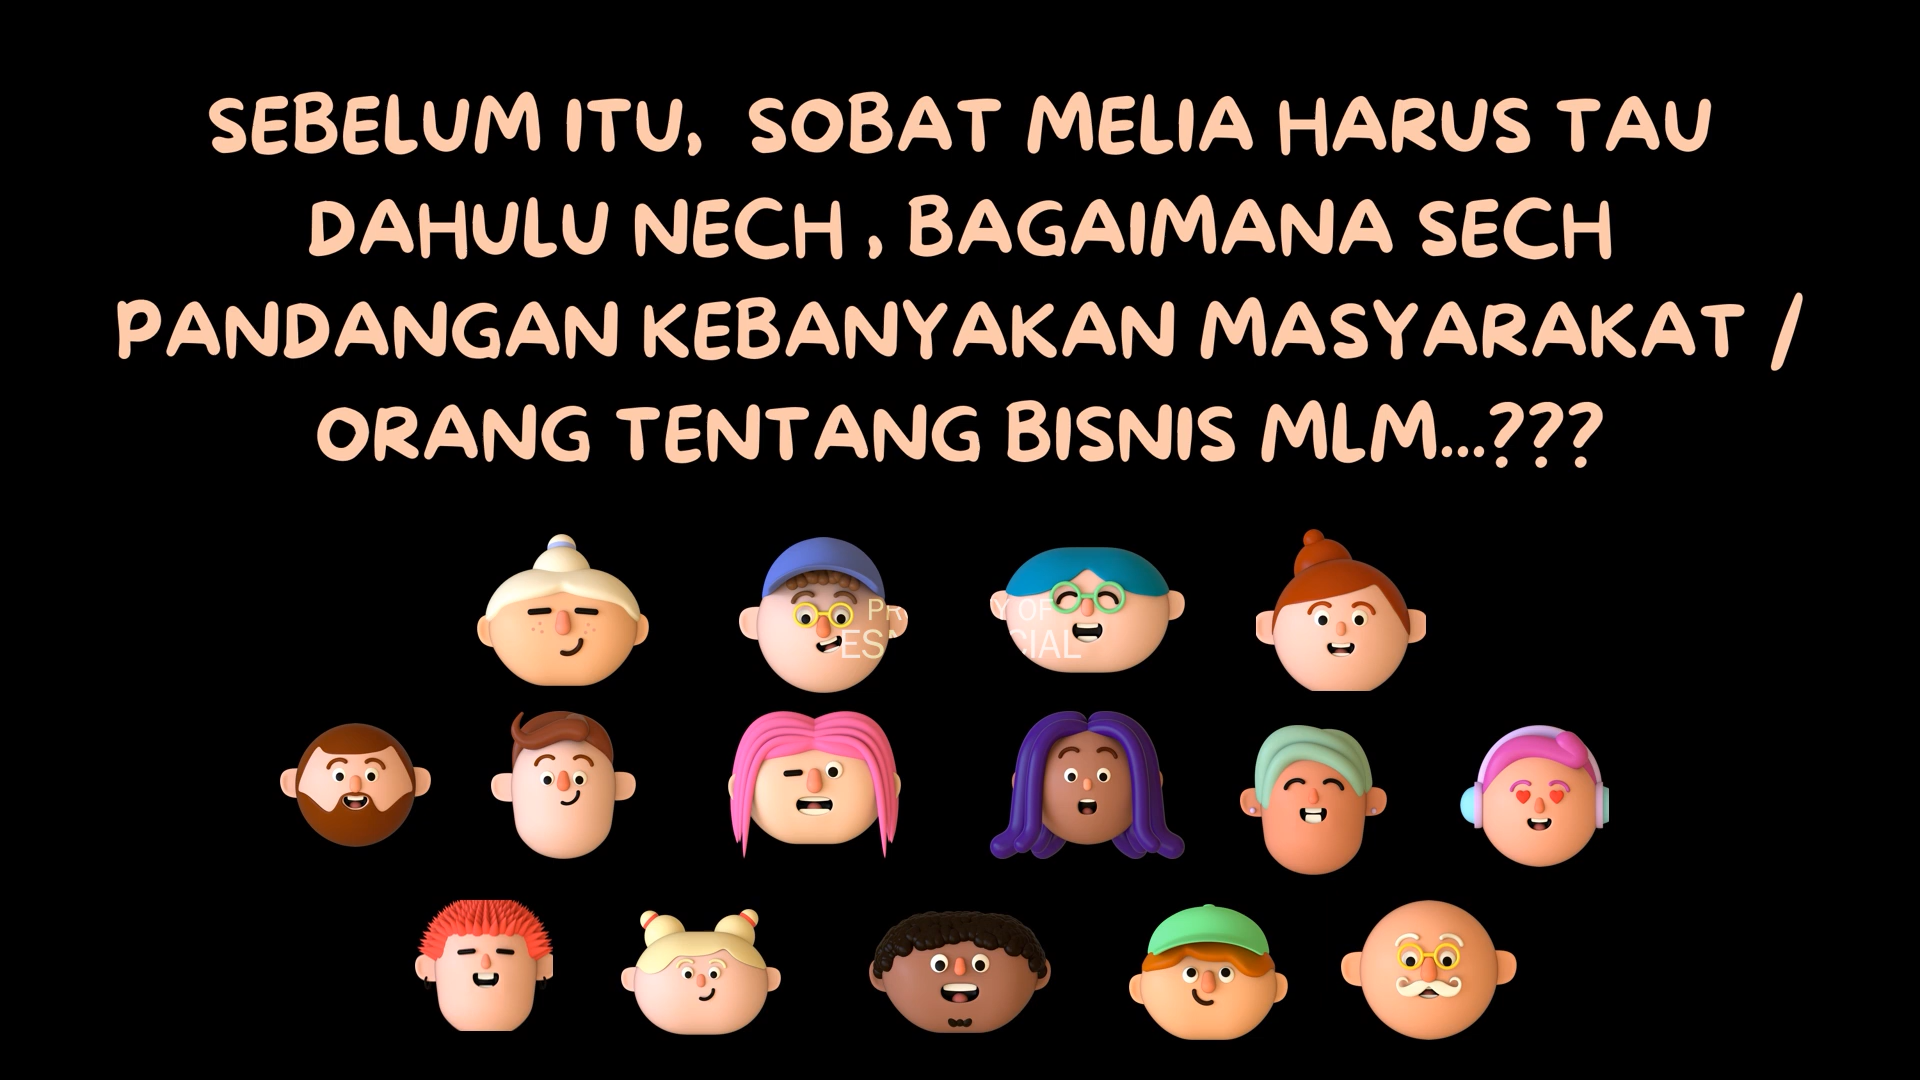 SEBELUM ITU, SOBAT MELIA HARUS TAU
DAHULU NECH , BAGAIMANA SECH
PANDANGAN KEBANYAKAN MASYARAKAT /
ORANG TENTANG BISNIS MLM...???